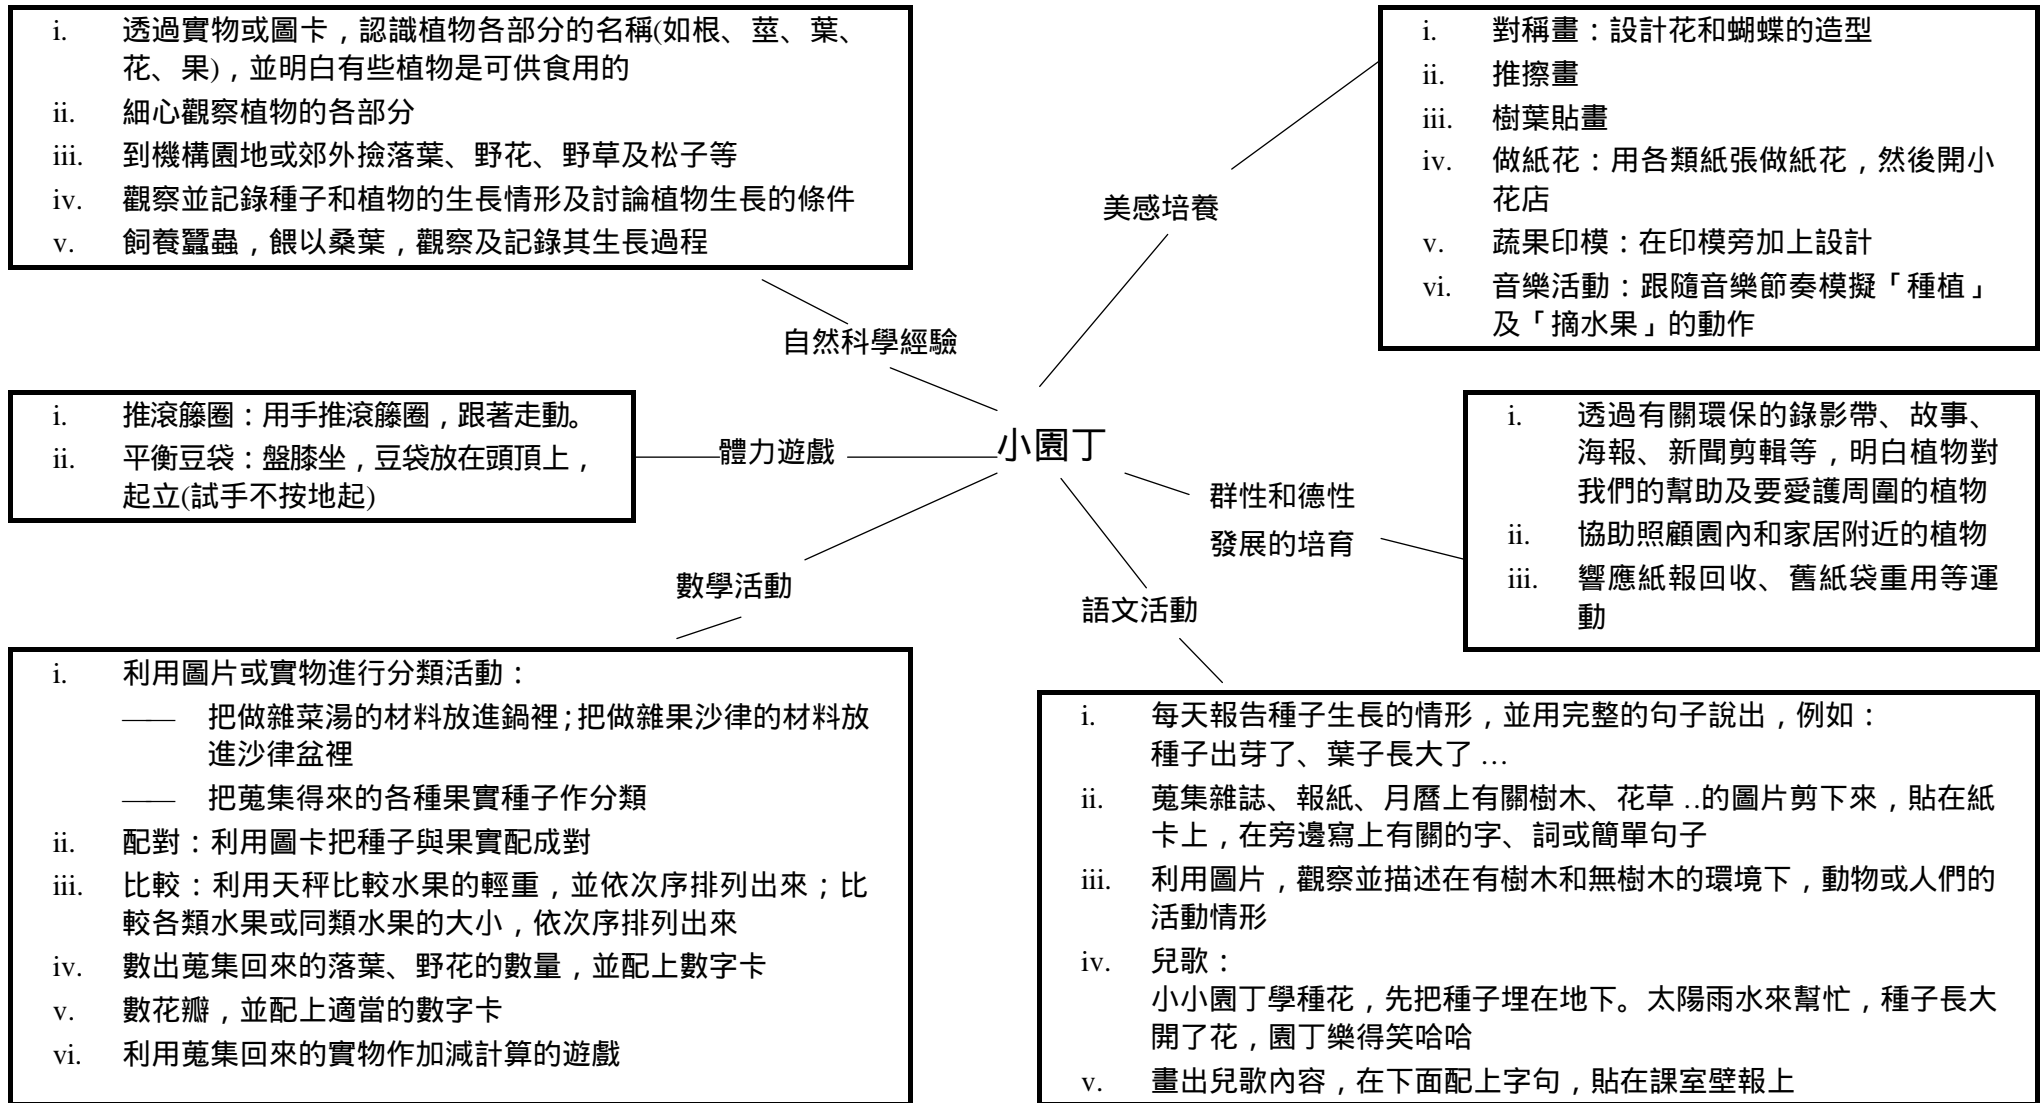 i. 透過實物或圖卡，認識植物各部分的名稱(如根、莖、葉、
花、果)，並明白有些植物是可供食用的
ii. 細心觀察植物的各部分
iii. 到機構園地或郊外撿落葉、野花、野草及松子等
iv. 觀察並記錄種子和植物的生長情形及討論植物生長的條件
v. 飼養蠶蟲，餵以桑葉，觀察及記錄其生長過程
i. 對稱畫：設計花和蝴蝶的造型
ii. 推擦畫
iii. 樹葉貼畫
iv. 做紙花：用各類紙張做紙花，然後開小
花店
v. 蔬果印模：在印模旁加上設計
vi. 音樂活動：跟隨音樂節奏模擬「種植」
及「摘水果」的動作
美感培養
自然科學經驗
i. 推滾籐圈：用手推滾籐圈，跟著走動。
ii. 平衡豆袋：盤膝坐，豆袋放在頭頂上，
起立(試手不按地起)
體力遊戲
小園丁
群性和德性
發展的培育
i. 透過有關環保的錄影帶、故事、
海報、新聞剪輯等，明白植物對
我們的幫助及要愛護周圍的植物
ii. 協助照顧園內和家居附近的植物
iii. 響應紙報回收、舊紙袋重用等運
動
數學活動
語文活動
i. 利用圖片或實物進行分類活動：
—— 把做雜菜湯的材料放進鍋裡；把做雜果沙律的材料放
進沙律盆裡
—— 把蒐集得來的各種果實種子作分類
ii. 配對：利用圖卡把種子與果實配成對
iii. 比較：利用天秤比較水果的輕重，並依次序排列出來；比
較各類水果或同類水果的大小，依次序排列出來
iv. 數出蒐集回來的落葉、野花的數量，並配上數字卡
v. 數花瓣，並配上適當的數字卡
vi. 利用蒐集回來的實物作加減計算的遊戲
i. 每天報告種子生長的情形，並用完整的句子說出，例如：
種子出芽了、葉子長大了…
ii. 蒐集雜誌、報紙、月曆上有關樹木、花草‥的圖片剪下來，貼在紙
卡上，在旁邊寫上有關的字、詞或簡單句子
iii. 利用圖片，觀察並描述在有樹木和無樹木的環境下，動物或人們的
活動情形
iv. 兒歌：
小小園丁學種花，先把種子埋在地下。太陽雨水來幫忙，種子長大
開了花，園丁樂得笑哈哈
v. 畫出兒歌內容，在下面配上字句，貼在課室壁報上